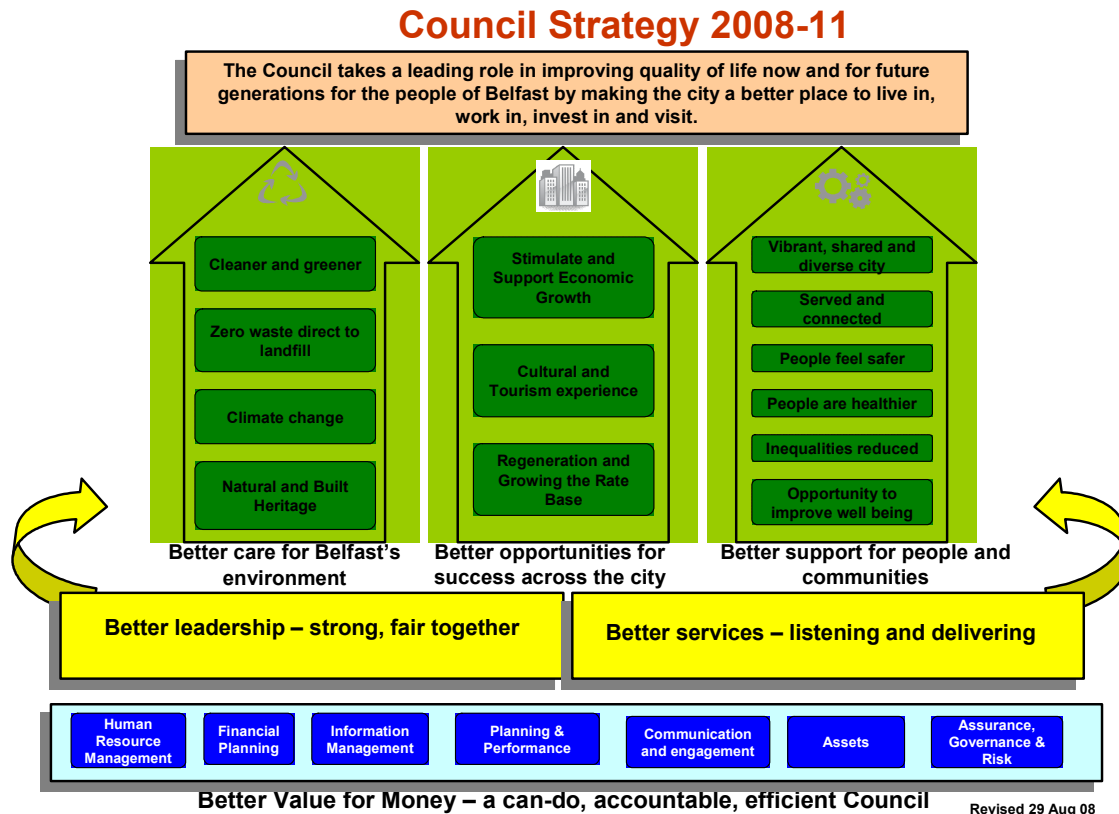 Council Strategy 2008-11
The Council takes a leading role in improving quality of life now and for future
generations for the people of Belfast by making the city a better place to live in,
work in, invest in and visit.
Cleaner and greener
Zero waste direct to
landfill
Climate change
Natural and Built
Heritage
Better care for Belfast's
environment
Stimulate and
Support Economic
Growth
Cultural and
Tourism experience
Regeneration and
Growing the Rate
Base
Better opportunities for
success across the city
Vibrant, shared and
diverse city
Served and
connected
People feel safer
People are healthier
Inequalities reduced
Opportunity to
improve well being
Better support for people and
communities
Better leadership – strong, fair together
Better services – listening and delivering
Human
Resource
Management
Financial
Planning
Information
Management
Planning &
Performance
Communication
and engagement
Assets
Assurance,
Governance &
Risk
Better Value for Money – a can-do, accountable, efficient Council
Revised 29 Aug 08